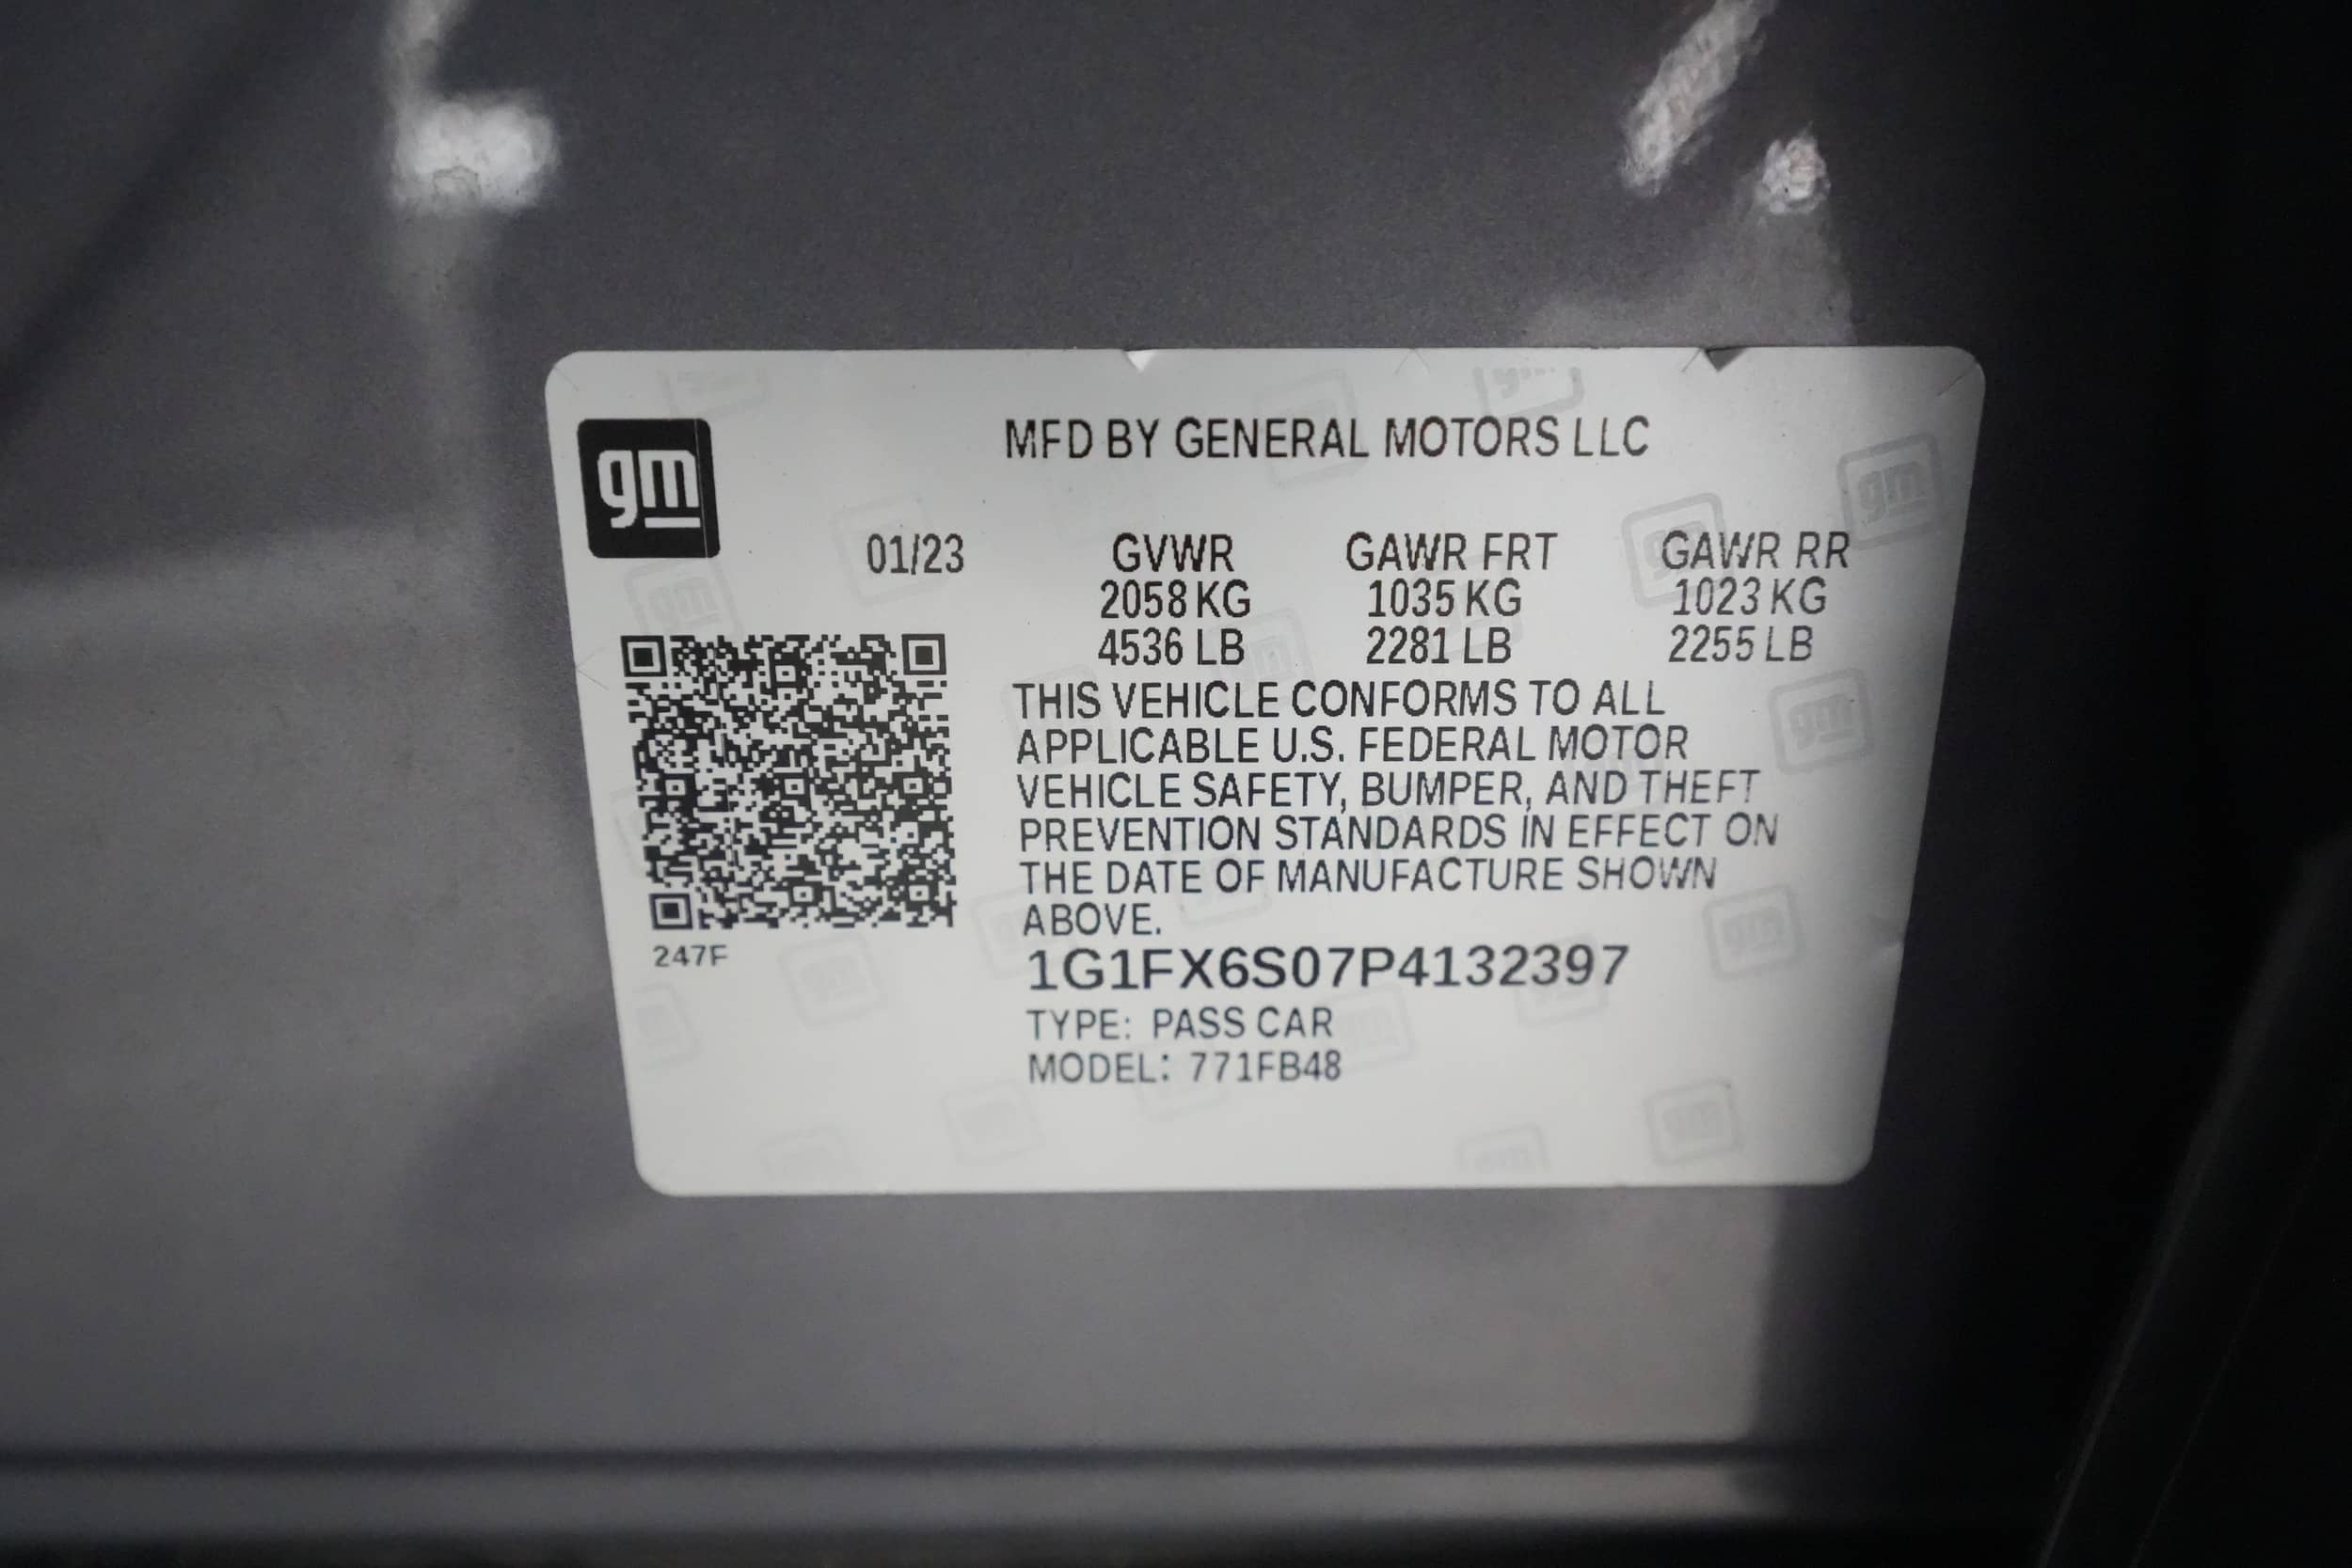 gm
MFD BY GENERAL MOTORS LLC
01/23 GVWR GAWR FRT GAWR RR
2058 KG 1035 KG 1023 KG
4536 LB 2281 LB 2255 LB
THIS VEHICLE CONFORMS TO ALL
APPLICABLE U.S. FEDERAL MOTOR
VEHICLE SAFETY, BUMPER, AND THEFT
PREVENTION STANDARDS IN EFFECT ON
THE DATE OF MANUFACTURE SHOWN
ABOVE.
247F
1G1FX6S07P4132397
TYPE: PASS CAR
MODEL: 771FB48